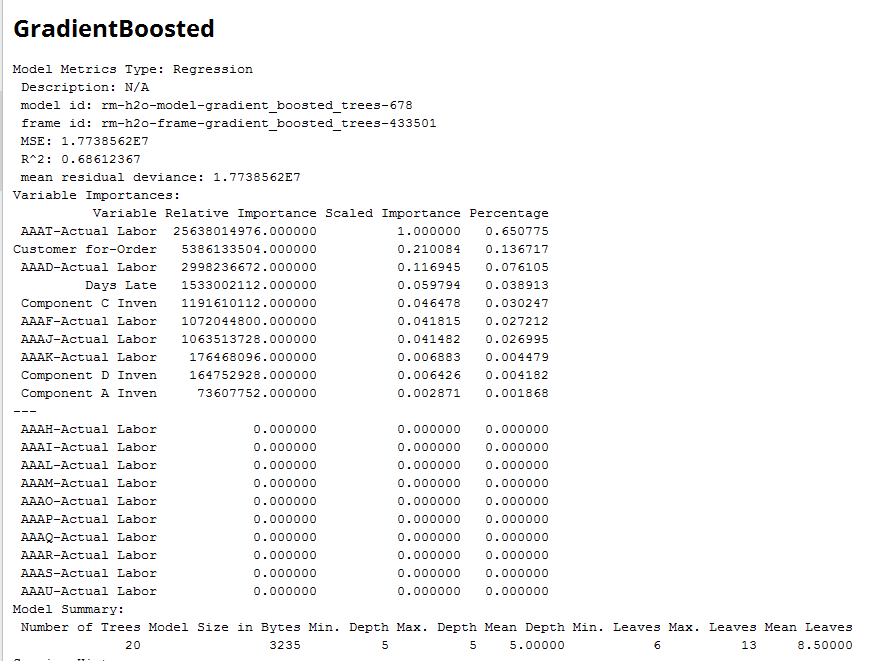 GradientBoosted
Model Metrics Type: Regression
Description: N/A
model id: rm-h2o-model-gradient_boosted_trees-678
frame id: rm-h2o-frame-gradient_boosted_trees-433501
MSE: 1.7738562E7
R^2: 0.68612367
mean residual deviance: 1.7738562E7
Variable Importances:
Variable Relative Importance Scaled Importance Percentage
AAAT-Actual Labor 25638014976.000000 1.000000 0.650775
Customer for-Order 5386133504.000000 0.210084 0.136717
AAAD-Actual Labor 2998236672.000000 0.116945 0.076105
Days Late 1533002112.000000 0.059794 0.038913
Component C Inven 1191610112.000000 0.046478 0.030247
AAAF-Actual Labor 1072044800.000000 0.041815 0.027212
AAAJ-Actual Labor 1063513728.000000 0.041482 0.026995
AAAK-Actual Labor 176468096.000000 0.006883 0.004479
Component D Inven 164752928.000000 0.006426 0.004182
Component A Inven 73607752.000000 0.002871 0.001868
---
AAAH-Actual Labor 0.000000 0.000000 0.000000
AAAI-Actual Labor 0.000000 0.000000 0.000000
AAAL-Actual Labor 0.000000 0.000000 0.000000
AAAM-Actual Labor 0.000000 0.000000 0.000000
AAAO-Actual Labor 0.000000 0.000000 0.000000
AAAP-Actual Labor 0.000000 0.000000 0.000000
AAAQ-Actual Labor 0.000000 0.000000 0.000000
AAAR-Actual Labor 0.000000 0.000000 0.000000
AAAS-Actual Labor 0.000000 0.000000 0.000000
AAAU-Actual Labor 0.000000 0.000000 0.000000
Model Summary:
Number of Trees Model Size in Bytes Min. Depth Max. Depth Mean Depth Min. Leaves Max. Leaves Mean Leaves
20 3235 5 5 5.00000 6 13 8.50000